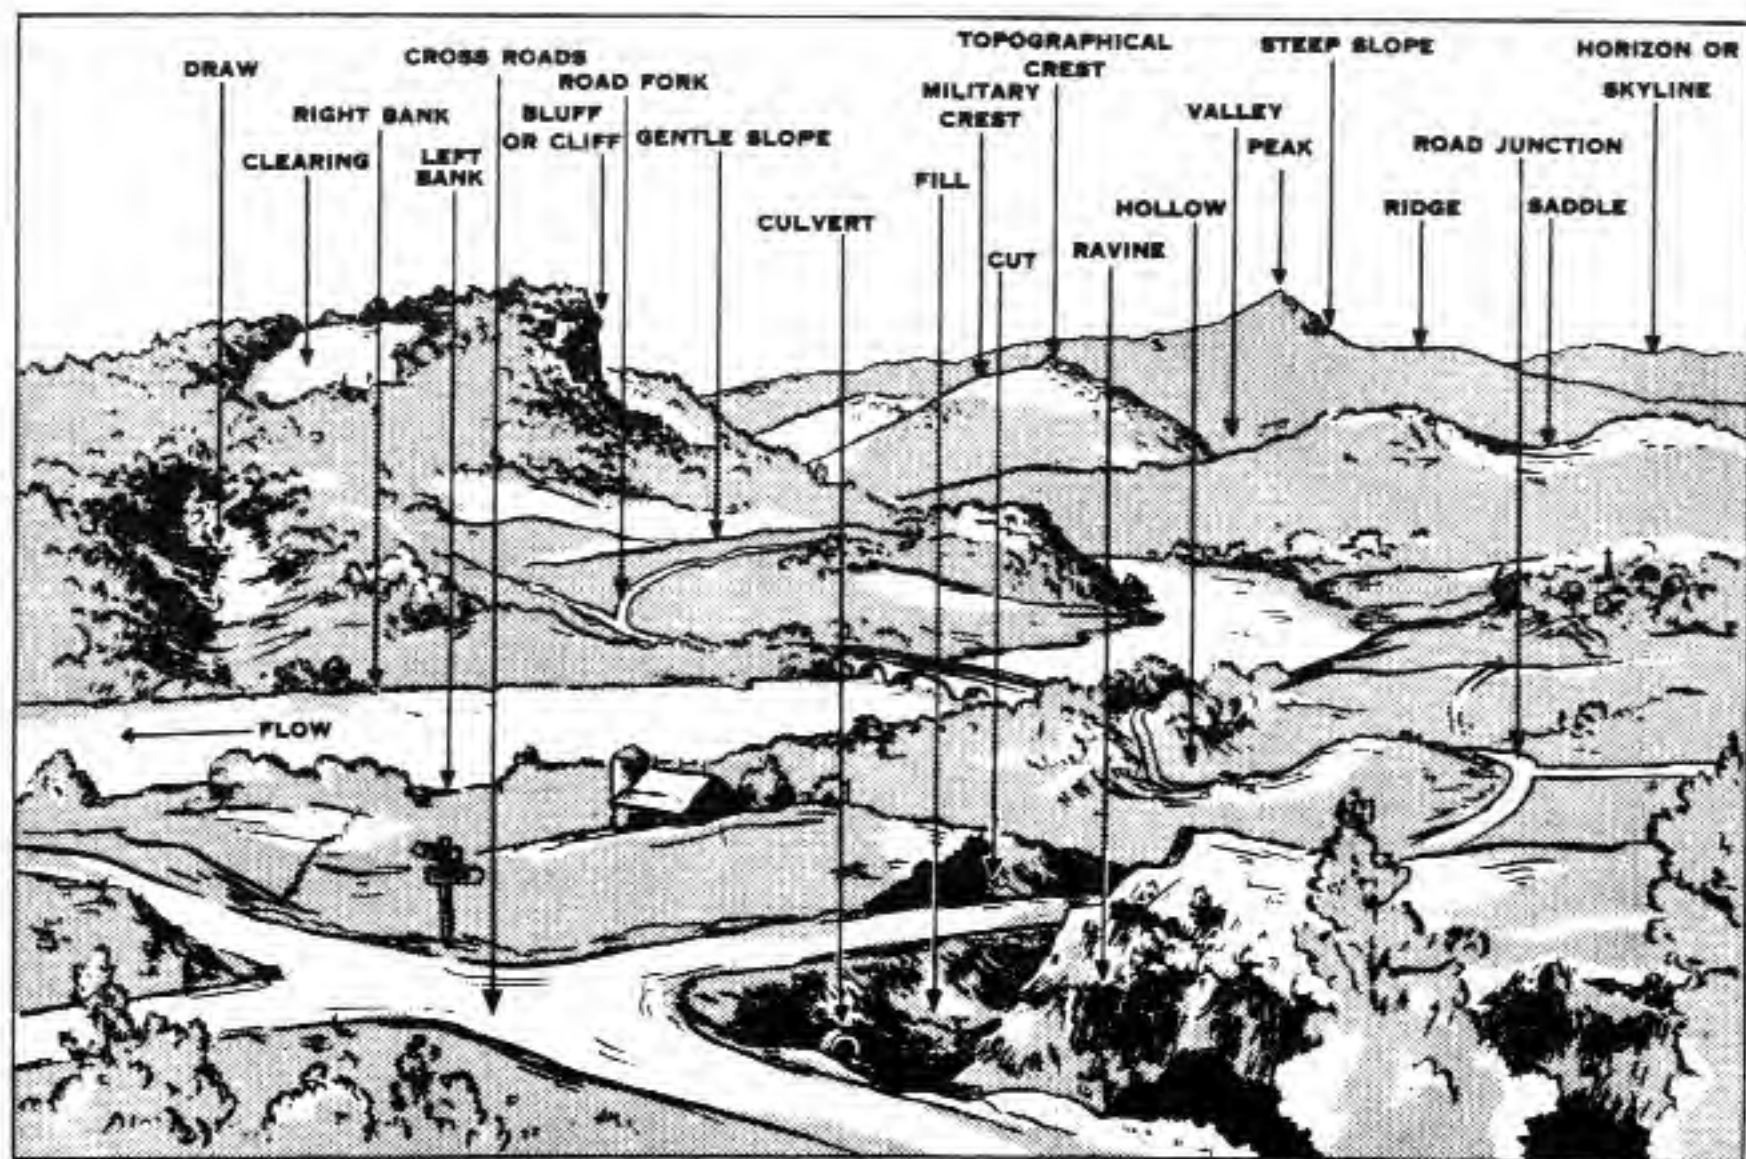 DRAW
CROSS ROADS
ROAD FORK
RIGHT BANK
BLUFF
OR CLIFF
GENTLE SLOPE
CLEARING
LEFT
BANK
TOPOGRAPHICAL
CREST
MILITARY
CREST
STEEP SLOPE
HORIZON OR
SKYLINE
VALLEY
PEAK
ROAD JUNCTION
FILL
CULVERT
HOLLOW
RIDGE
SADDLE
CUT
RAVINE
FLOW